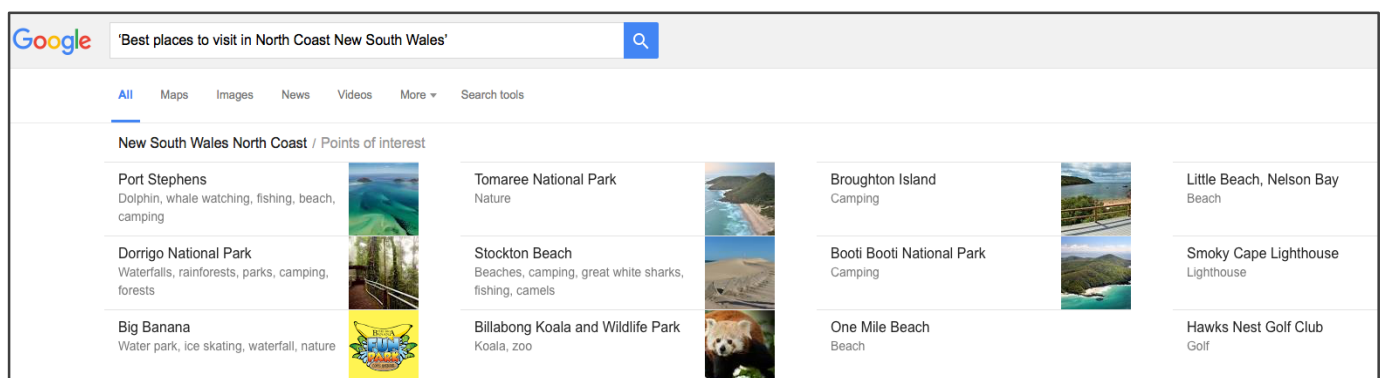 Google
‘Best places to visit in North Coast New South Wales’
All Maps Images News Videos More Search tools
New South Wales North Coast / Points of interest
Port Stephens
Dolphin, whale watching, fishing, beach,
camping
Tomaree National Park
Nature
Broughton Island
Camping
Little Beach, Nelson Bay
Beach
Dorrigo National Park
Waterfalls, rainforests, parks, camping,
forests
Stockton Beach
Beaches, camping, great white sharks,
fishing, camels
Booti Booti National Park
Camping
Smoky Cape Lighthouse
Lighthouse
Big Banana
Water park, ice skating, waterfall, nature
FUN
PARK
Billabong Koala and Wildlife Park
Koala, zoo
One Mile Beach
Beach
Hawks Nest Golf Club
Golf